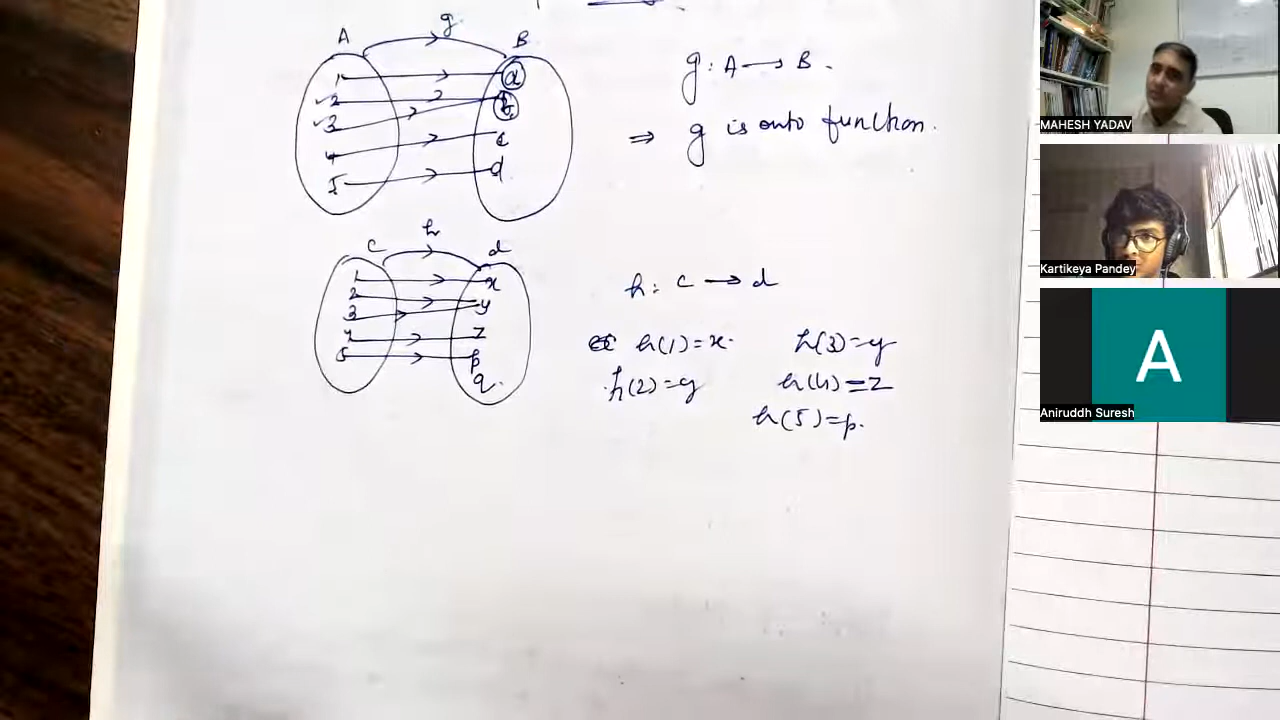 g
A B
1 a
2 b
3
4 c
5 d
g : A → B.
⇒ g is onto function.
h
C d
1 x
2 y
3
4 z
5 p
q.
h : C → d
h(1)=x. h(3)=y
h(2)=y h(4)=z
h(5)=p.
MAHESH YADAV
Kartikeya Pandey
A
Aniruddh Suresh